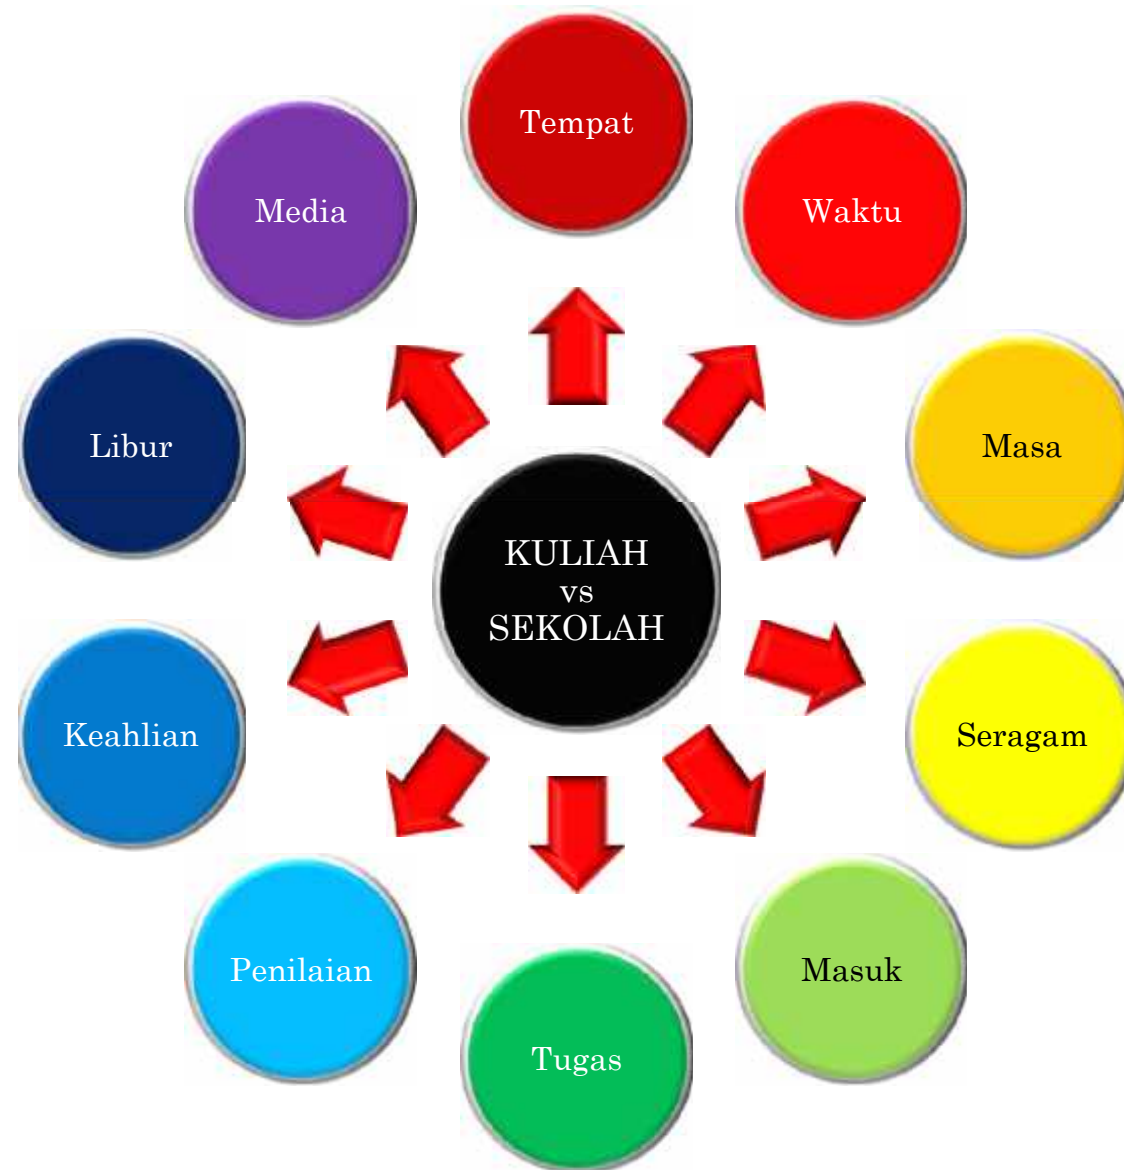 Tempat
Waktu
Masa
Seragam
Masuk
Tugas
Penilaian
Keahlian
Libur
Media
KULIAH
vs
SEKOLAH